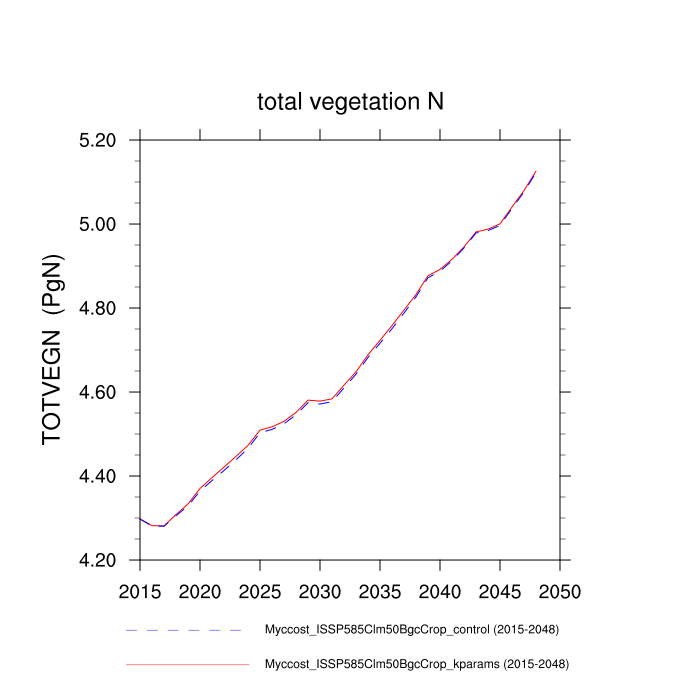 total vegetation N
TOTVEGN (PgN)
5.20
5.00
4.80
4.60
4.40
4.20
2015 2020 2025 2030 2035 2040 2045 2050
Myccost_ISSP585Clm50BgcCrop_control (2015-2048)
Myccost_ISSP585Clm50BgcCrop_kparams (2015-2048)